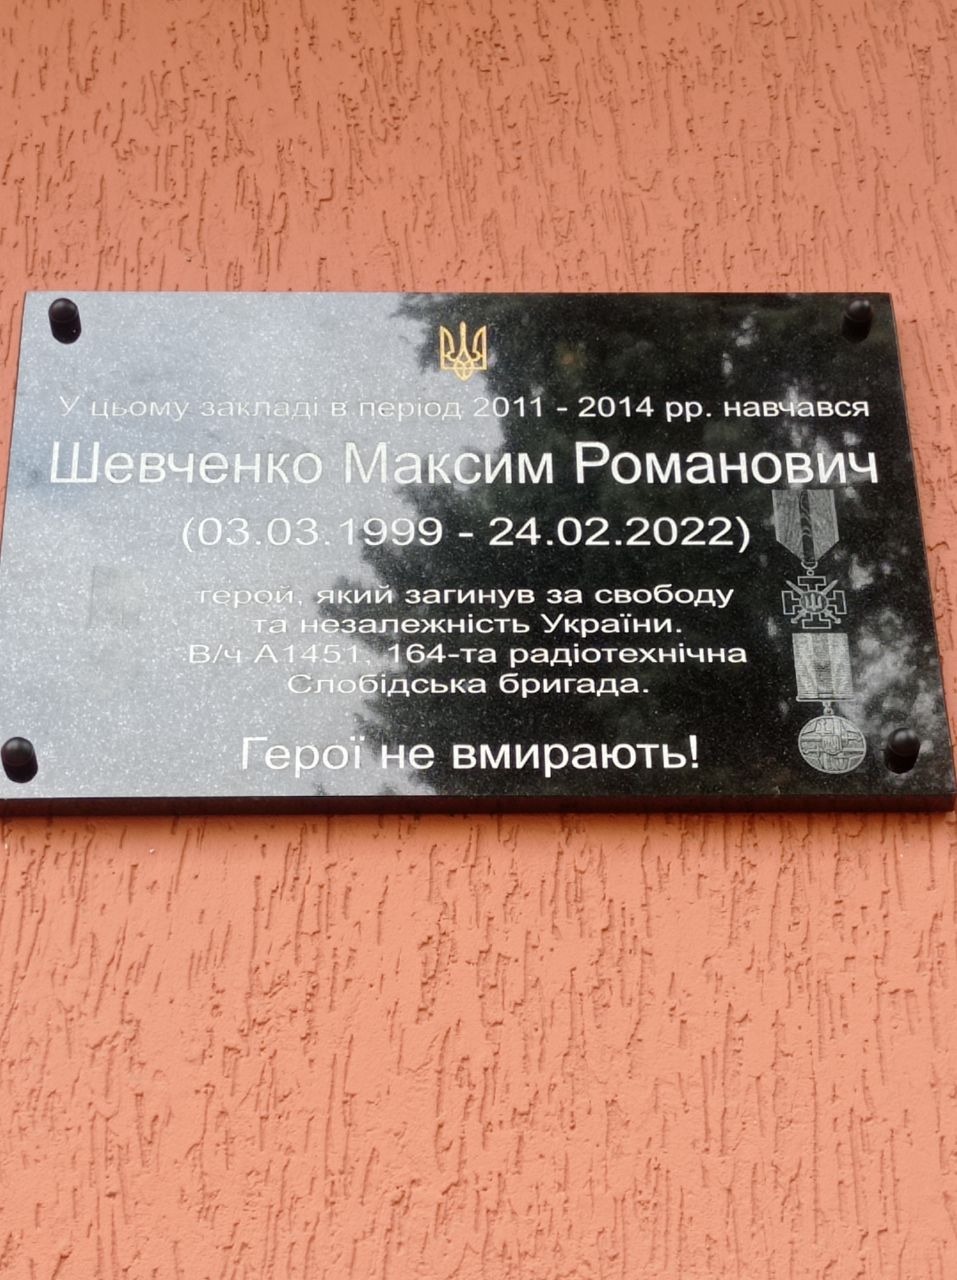 У цьому закладі в період 2011 - 2014 рр. навчався
Шевченко Максим Романович
(03.03.1999 - 24.02.2022)
герой, який загинув за свободу
та незалежність України.
В/ч А1451, 164-та радіотехнічна
Слобідська бригада.
Герої не вмирають!